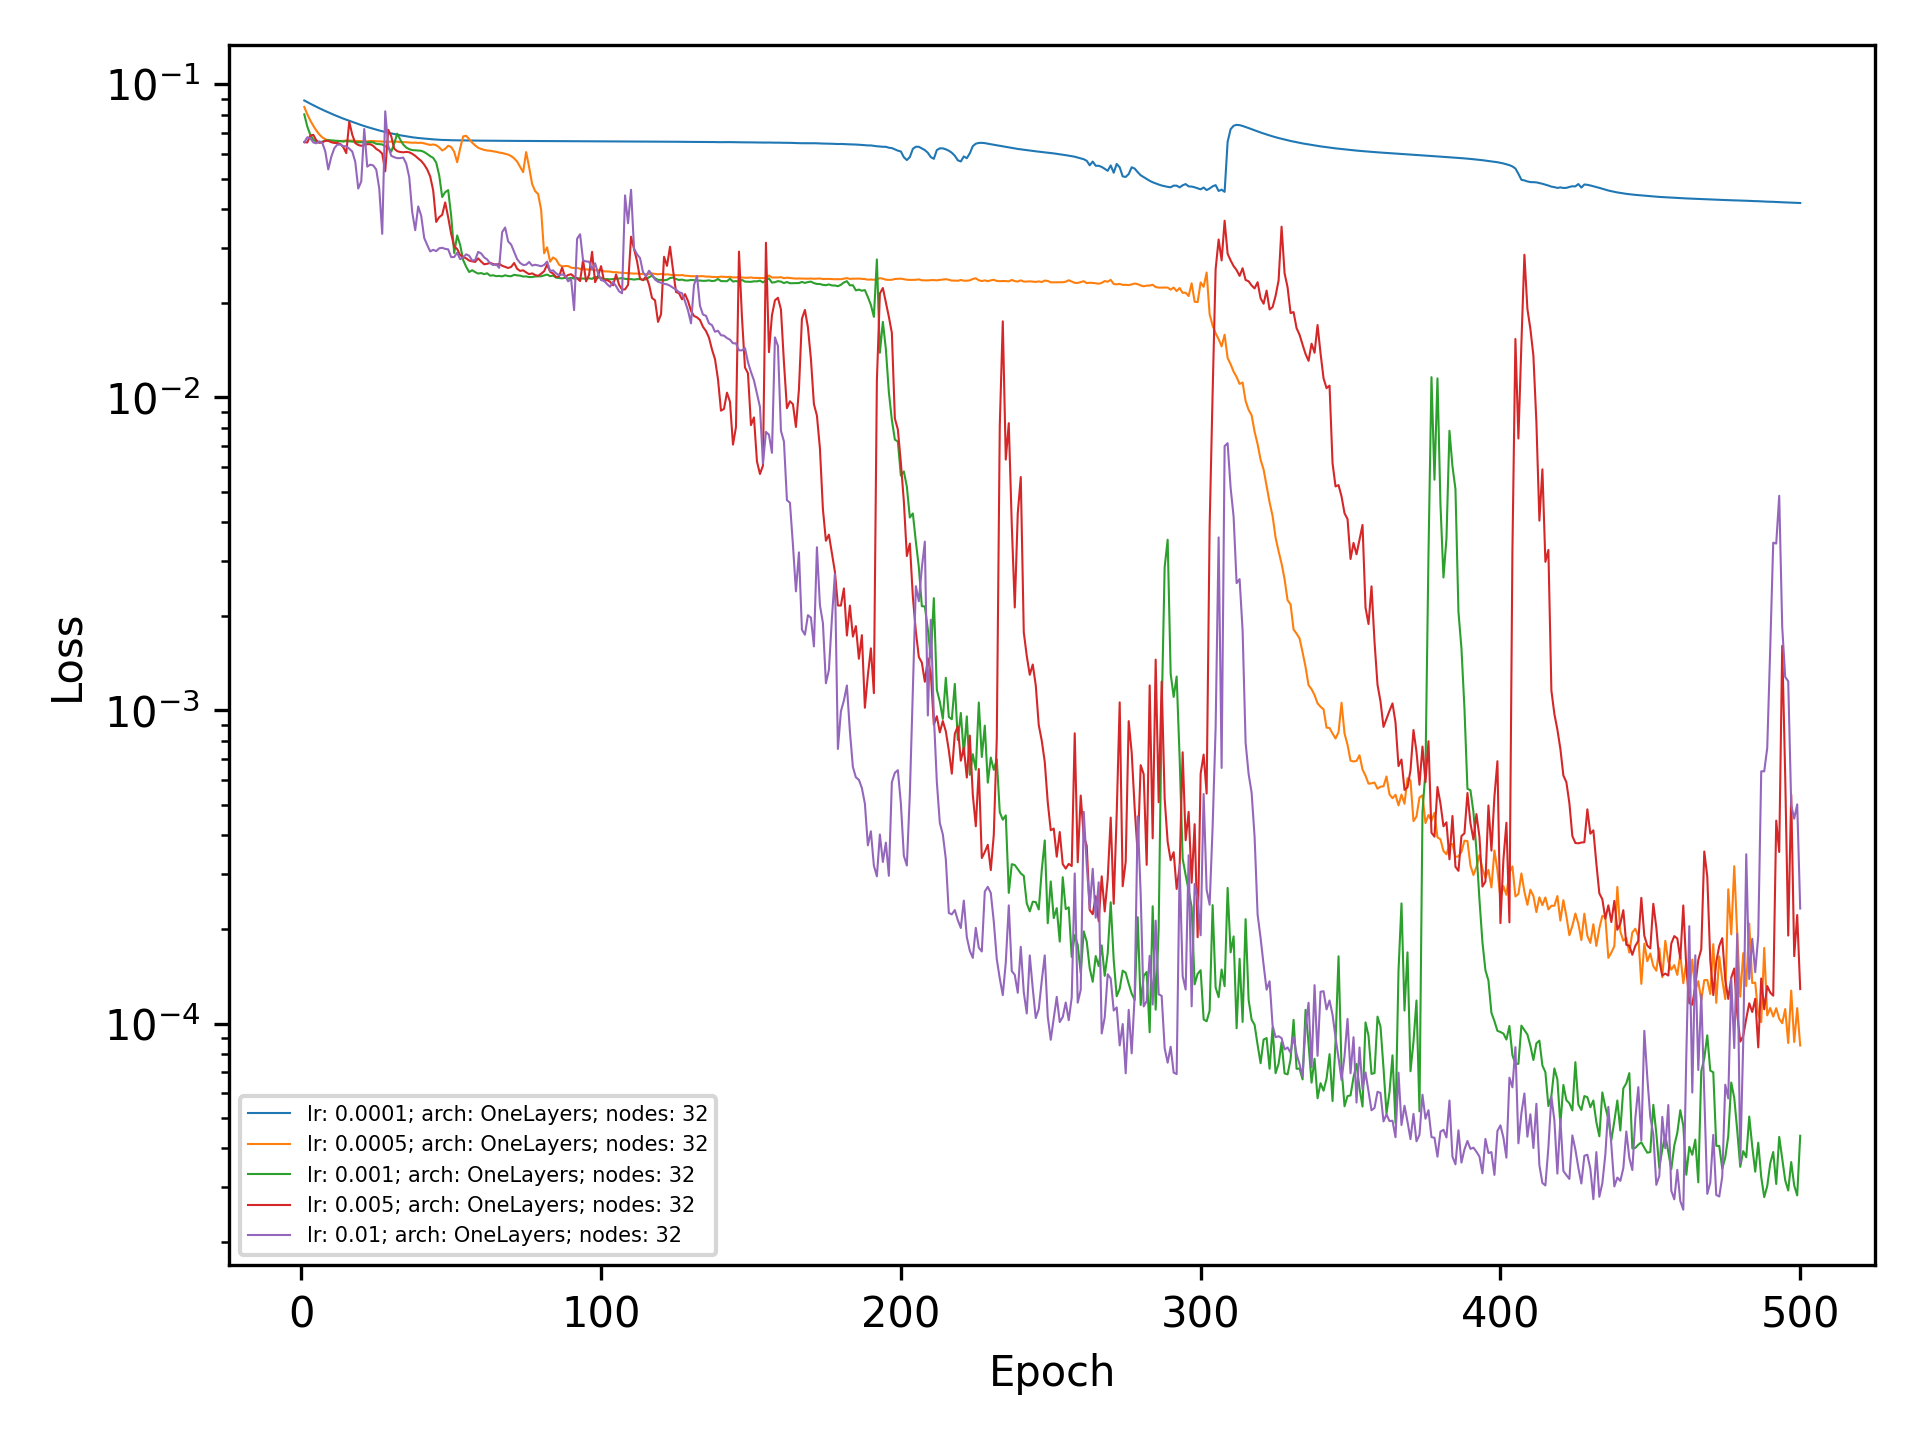 10⁻¹
10⁻²
10⁻³
10⁻⁴
Loss
lr: 0.0001; arch: OneLayers; nodes: 32
lr: 0.0005; arch: OneLayers; nodes: 32
lr: 0.001; arch: OneLayers; nodes: 32
lr: 0.005; arch: OneLayers; nodes: 32
lr: 0.01; arch: OneLayers; nodes: 32
0 100 200 300 400 500
Epoch